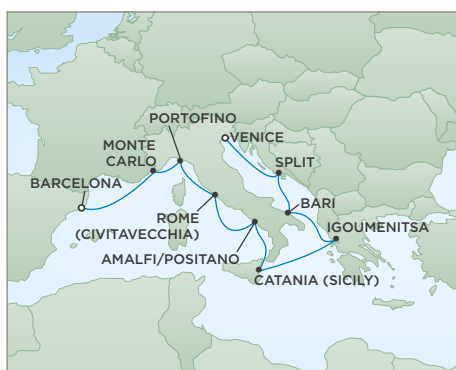 PORTOFINO
VENICE
MONTE
CARLO
SPLIT
BARCELONA
BARI
ROME
(CIVITAVECCHIA)
IGOUMENITSA
AMALFI/POSITANO
CATANIA (SICILY)